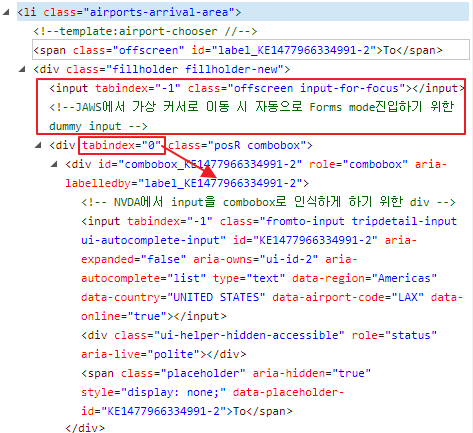 <li class="airports-arrival-area">
<!--template:airport-chooser //-->
<span class="offscreen" id="label_KE1477966334991-2">To</span>
<div class="fillholder fillholder-new">
<input tabindex="-1" class="offscreen input-for-focus"></input>
<!--JAWS에서 가상 커서로 이동 시 자동으로 Forms mode진입하기 위한
dummy input -->
<div tabindex="0" class="posR combobox">
<div id="combobox_KE1477966334991-2" role="combobox" aria-
labelledby="label_KE1477966334991-2">
<!-- NVDA에서 input을 combobox로 인식하게 하기 위한 div -->
<input tabindex="-1" class="fromto-input tripdetail-input
ui-autocomplete-input" id="KE1477966334991-2" aria-
expanded="false" aria-owns="ui-id-2" aria-
autocomplete="list" type="text" data-region="Americas"
data-country="UNITED STATES" data-airport-code="LAX" data-
online="true"></input>
<div class="ui-helper-hidden-accessible" role="status"
aria-live="polite"></div>
<span class="placeholder" aria-hidden="true"
style="display: none;" data-placeholder-
id="KE1477966334991-2">To</span>
</div>